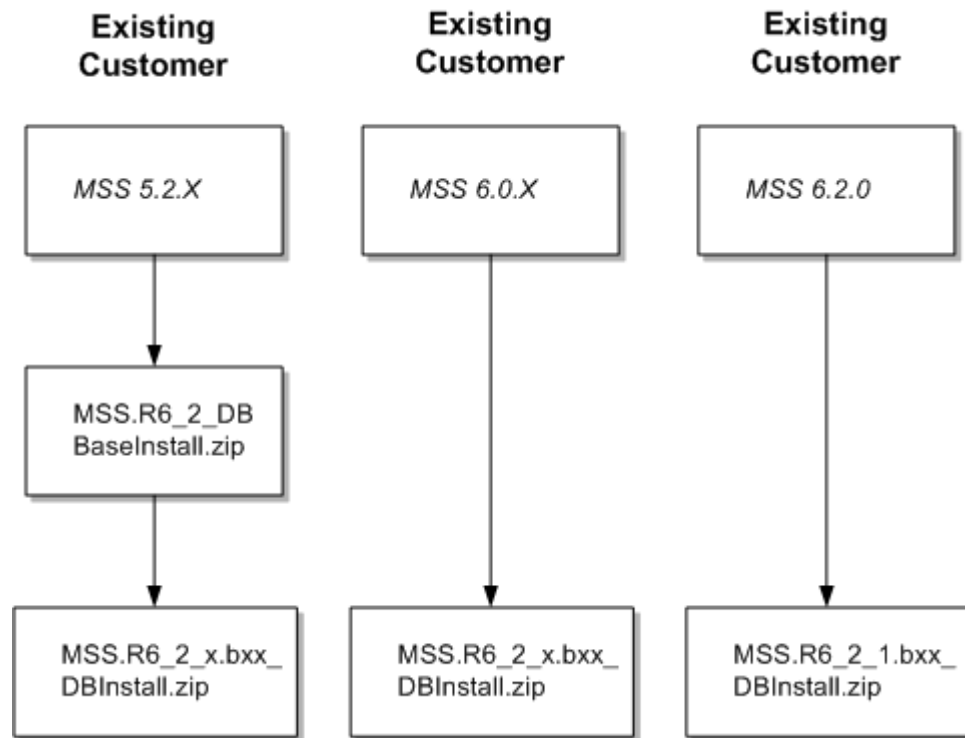 Existing
Customer
Existing
Customer
Existing
Customer
MSS 5.2.X
MSS 6.0.X
MSS 6.2.0
MSS.R6_2_DB
BaseInstall.zip
MSS.R6_2_x.bxx_
DBInstall.zip
MSS.R6_2_x.bxx_
DBInstall.zip
MSS.R6_2_1.bxx_
DBInstall.zip